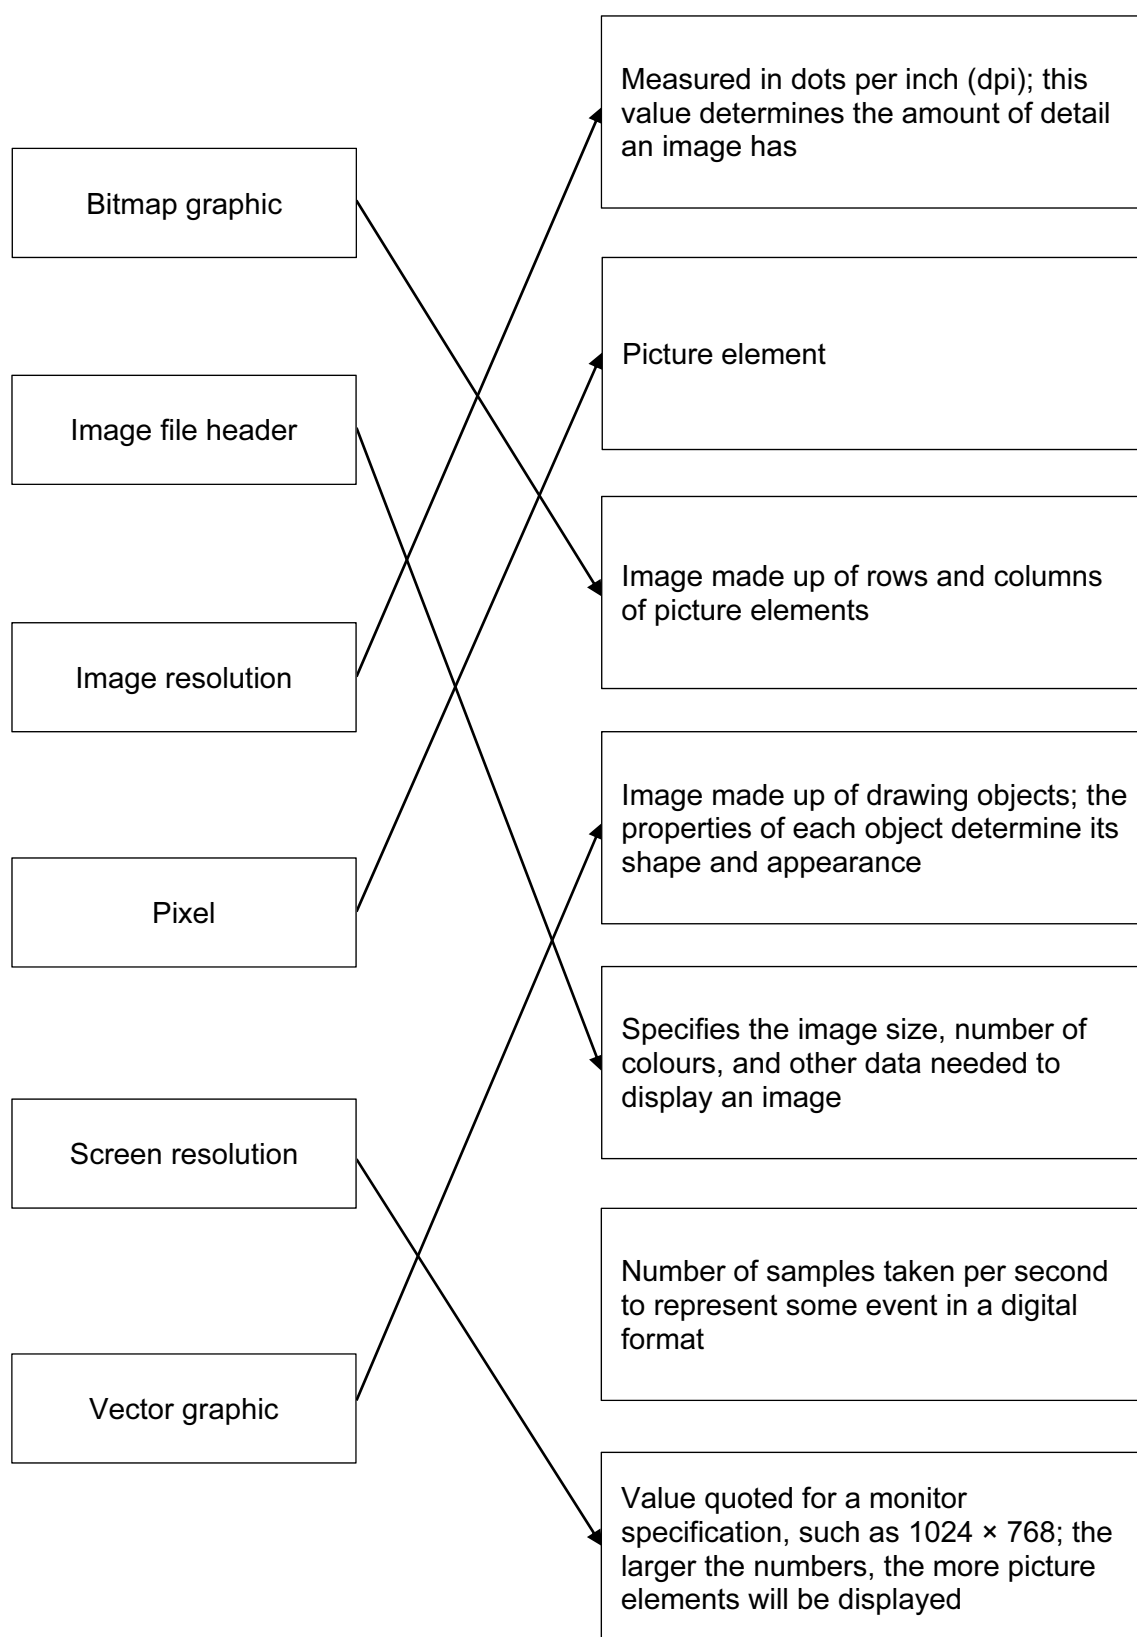 Bitmap graphic
Image file header
Image resolution
Pixel
Screen resolution
Vector graphic
Measured in dots per inch (dpi); this
value determines the amount of detail
an image has
Picture element
Image made up of rows and columns
of picture elements
Image made up of drawing objects; the
properties of each object determine its
shape and appearance
Specifies the image size, number of
colours, and other data needed to
display an image
Number of samples taken per second
to represent some event in a digital
format
Value quoted for a monitor
specification, such as 1024 × 768; the
larger the numbers, the more picture
elements will be displayed